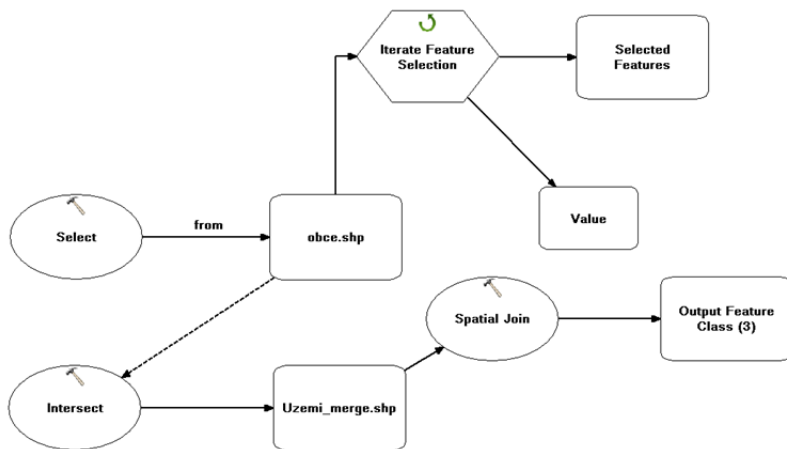 Iterate Feature
Selection
Selected
Features
Value
Select
from
obce.shp
Spatial Join
Output Feature
Class (3)
Intersect
Uzemi_merge.shp